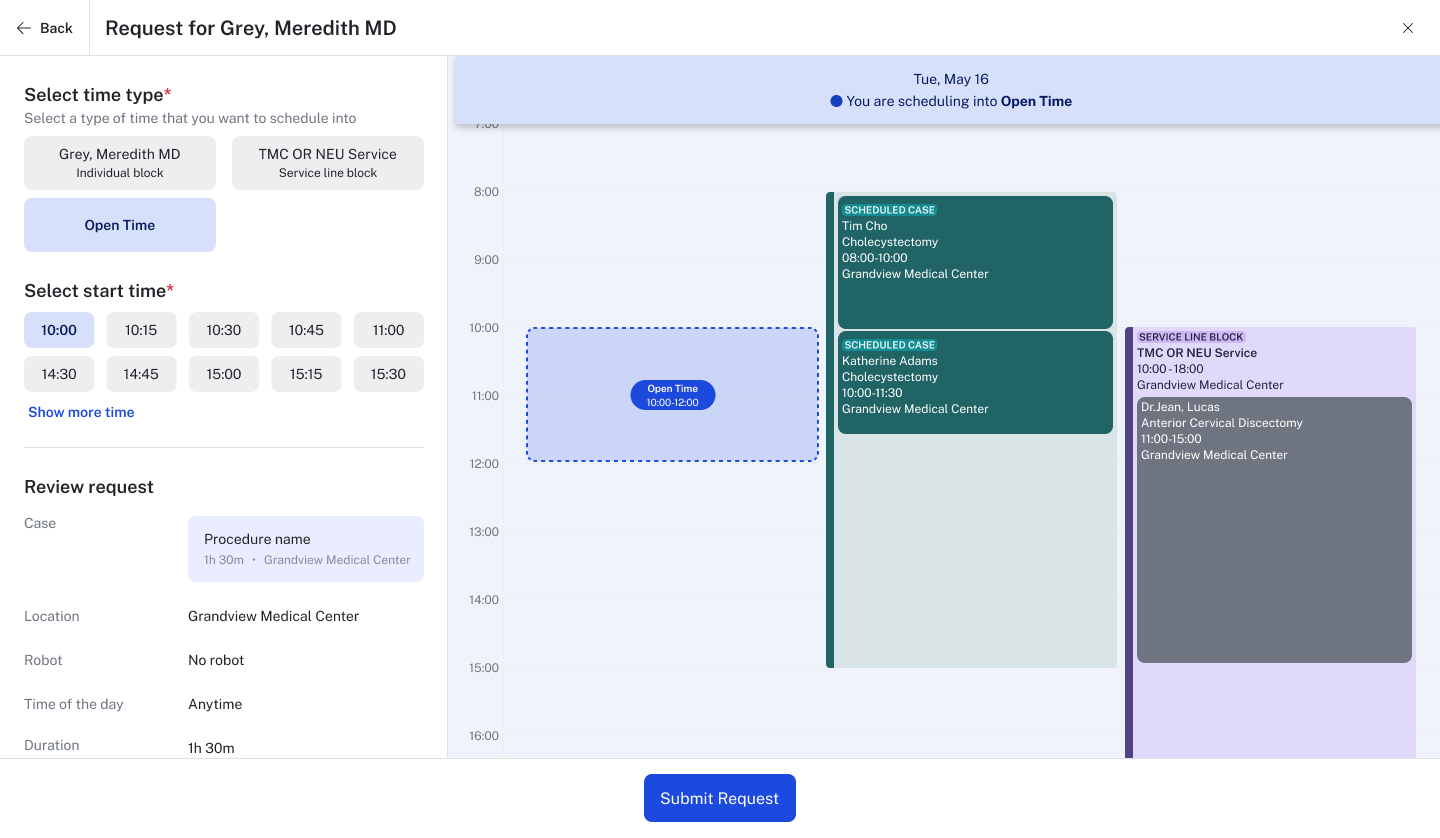 Back
Request for Grey, Meredith MD
Select time type*
Select a type of time that you want to schedule into
Grey, Meredith MD
Individual block
TMC OR NEU Service
Service line block
Open Time
Select start time*
10:00
10:15
10:30
10:45
11:00
14:30
14:45
15:00
15:15
15:30
Show more time
Review request
Case
Procedure name
1h 30m • Grandview Medical Center
Location
Grandview Medical Center
Robot
No robot
Time of the day
Anytime
Duration
1h 30m
Tue, May 16
You are scheduling into Open Time
7:00
8:00
9:00
10:00
11:00
12:00
13:00
14:00
15:00
16:00
Open Time
10:00-12:00
SCHEDULED CASE
Tim Cho
Cholecystectomy
08:00-10:00
Grandview Medical Center
SCHEDULED CASE
Katherine Adams
Cholecystectomy
10:00-11:30
Grandview Medical Center
SERVICE LINE BLOCK
TMC OR NEU Service
10:00 - 18:00
Grandview Medical Center
Dr.Jean, Lucas
Anterior Cervical Discectomy
11:00-15:00
Grandview Medical Center
Submit Request